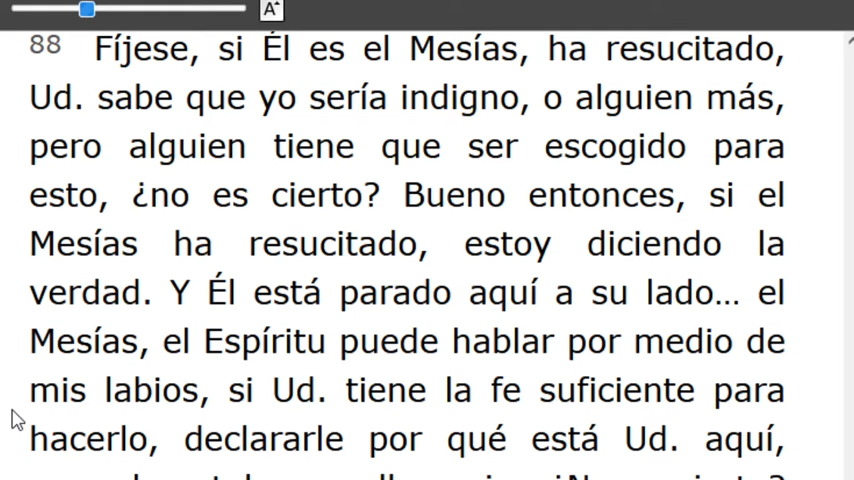 A
88 Fíjese, si Él es el Mesías, ha resucitado,
Ud. sabe que yo sería indigno, o alguien más,
pero alguien tiene que ser escogido para
esto, ¿no es cierto? Bueno entonces, si el
Mesías ha resucitado, estoy diciendo la
verdad. Y Él está parado aquí a su lado… el
Mesías, el Espíritu puede hablar por medio de
mis labios, si Ud. tiene la fe suficiente para
hacerlo, declararle por qué está Ud. aquí,